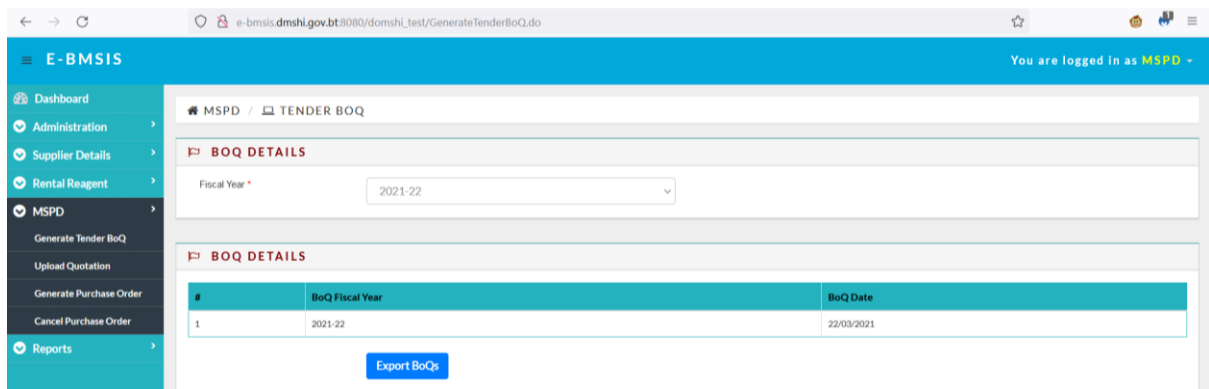 e-bmsis.dmshi.gov.bt:8080/domshi_test/GenerateTenderBoQ.do
E-BMSIS
You are logged in as MSPD
Dashboard
Administration
Supplier Details
Rental Reagent
MSPD
Generate Tender BoQ
Upload Quotation
Generate Purchase Order
Cancel Purchase Order
Reports
MSPD / TENDER BOQ
BOQ DETAILS
Fiscal Year *
2021-22
BOQ DETAILS
# BoQ Fiscal Year BoQ Date
1 2021-22 22/03/2021
Export BoQs